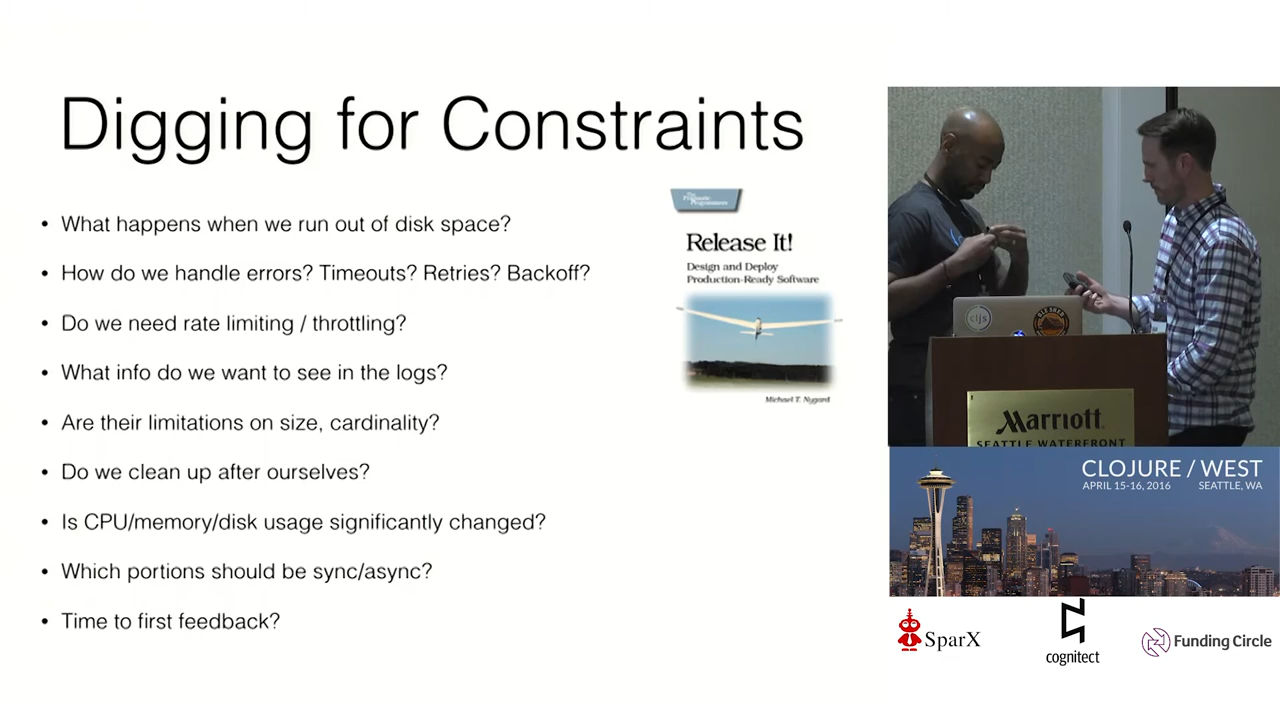 Digging for Constraints
• What happens when we run out of disk space?
• How do we handle errors? Timeouts? Retries? Backoff?
• Do we need rate limiting / throttling?
• What info do we want to see in the logs?
• Are their limitations on size, cardinality?
• Do we clean up after ourselves?
• Is CPU/memory/disk usage significantly changed?
• Which portions should be sync/async?
• Time to first feedback?
The
Pragmatic
Programmers
Release It!
Design and Deploy
Production-Ready Software
Michael T. Nygard
cljs
Marriott
SEATTLE WATERFRONT
CLOJURE / WEST
APRIL 15-16, 2016 SEATTLE, WA
SparX
cognitect
Funding Circle